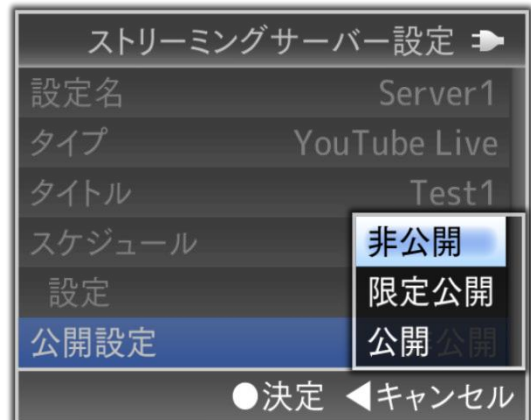 ストリーミングサーバー設定
設定名 Server1
タイプ YouTube Live
タイトル Test1
スケジュール
設定
公開設定
非公開
限定公開
公開
●決定 ◀キャンセル